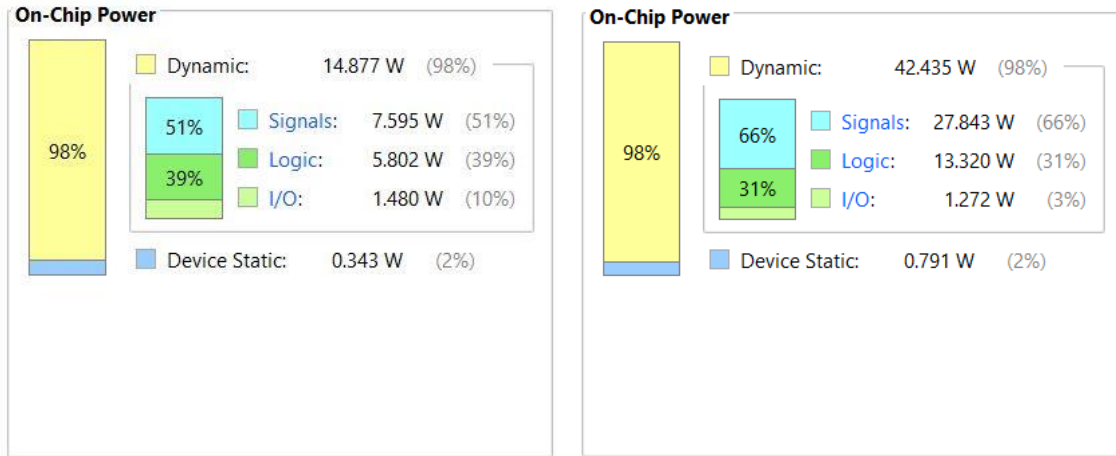 On-Chip Power
Dynamic: 14.877 W (98%)
98%
51%
Signals: 7.595 W (51%)
39%
Logic: 5.802 W (39%)
I/O: 1.480 W (10%)
Device Static: 0.343 W (2%)
On-Chip Power
Dynamic: 42.435 W (98%)
98%
66%
Signals: 27.843 W (66%)
31%
Logic: 13.320 W (31%)
I/O: 1.272 W (3%)
Device Static: 0.791 W (2%)